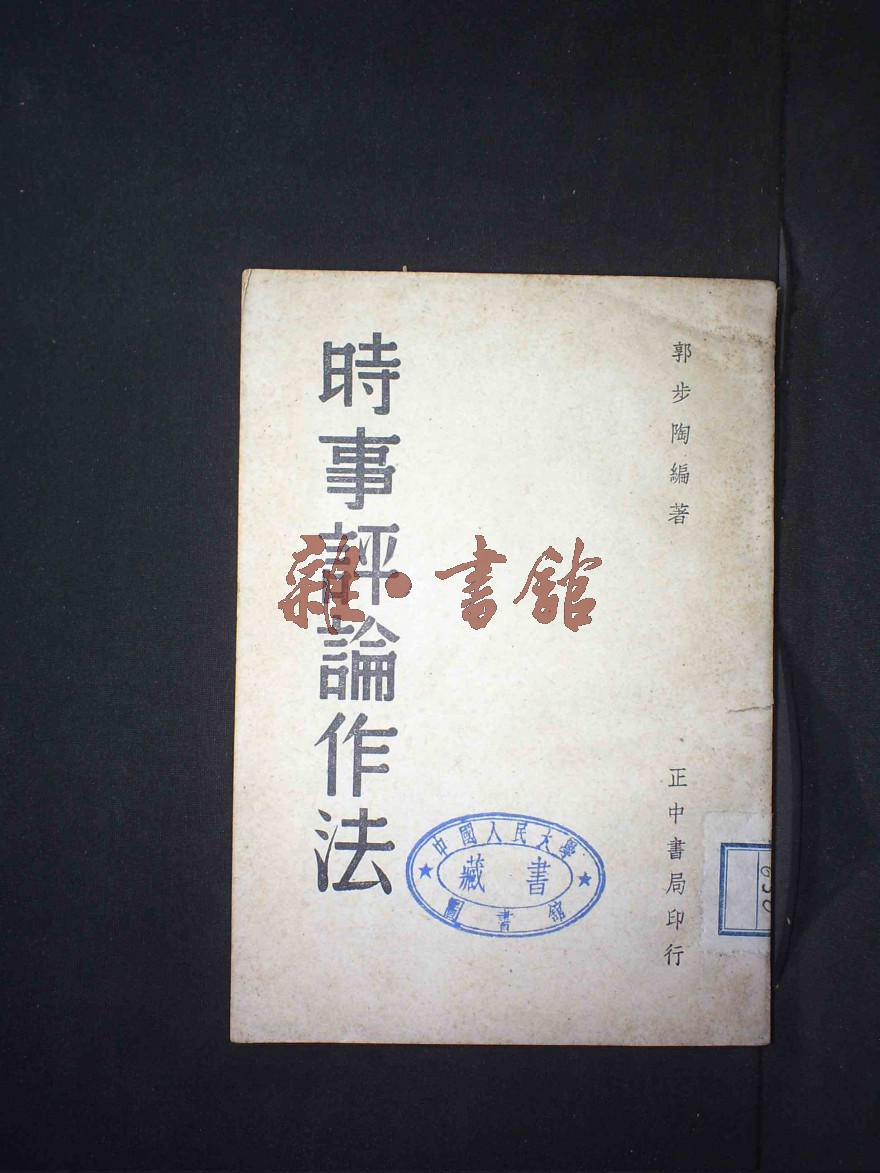 郭步陶編著
時事評論作法
正中書局印行
雜·書館
中國人民大學
藏書
圖書館